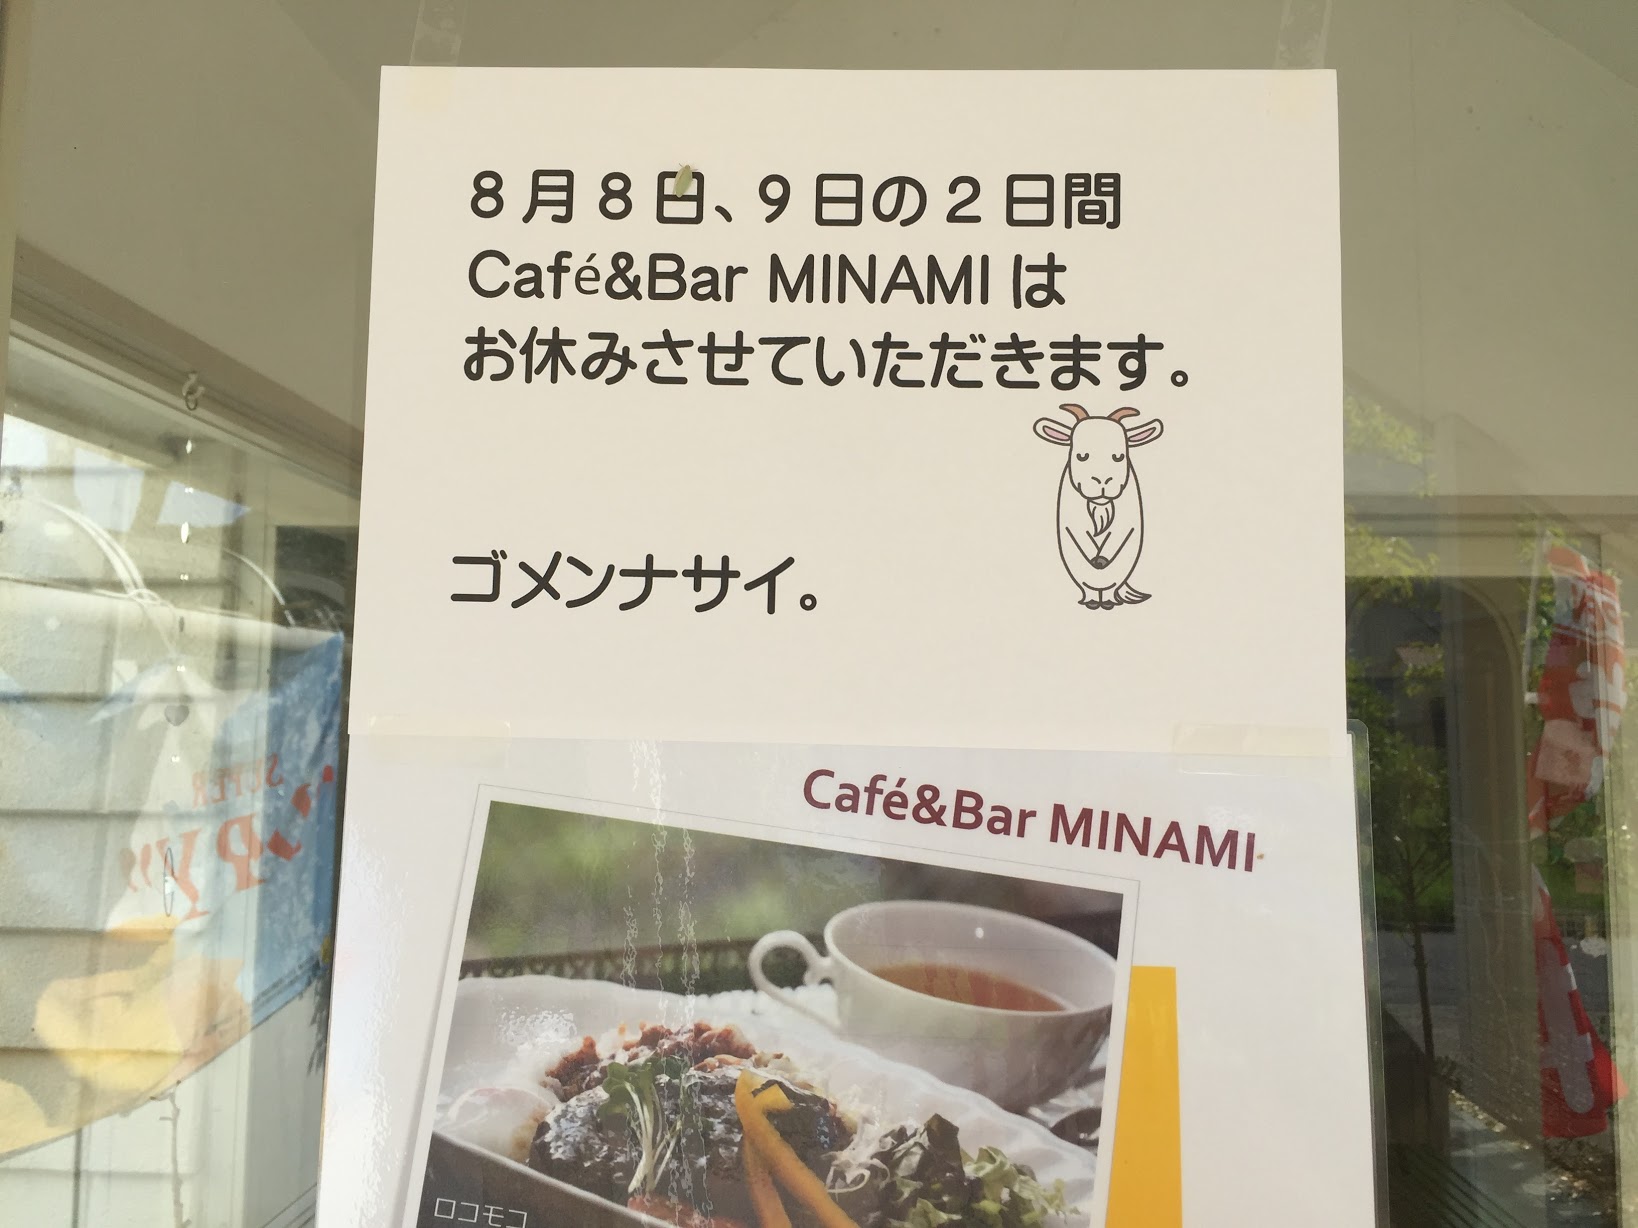 8月8日、9日の2日間
Café&Bar MINAMIは
お休みさせていただきます。
ゴメンナサイ。
Café&Bar MINAMI
ロコモコ
SUPER